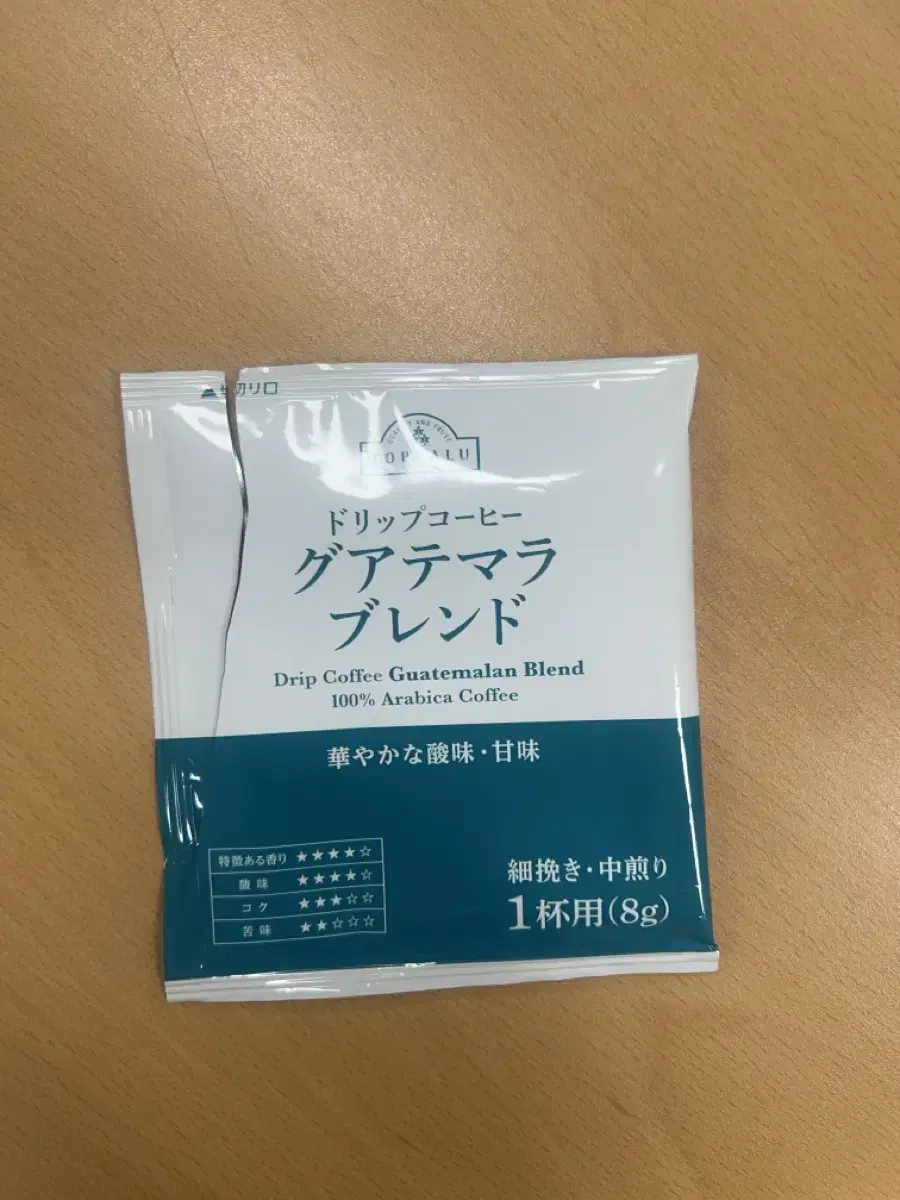 切り口
QUALITY AND TRUST
TOPVALU
ドリップコーヒー
グアテマラ
ブレンド
Drip Coffee Guatemalan Blend
100% Arabica Coffee
華やかな酸味・甘味
特徴ある香り ★★★★☆
酸味 ★★★★☆
コク ★★★☆☆
苦味 ★★☆☆☆
細挽き・中煎り
1杯用(8g)